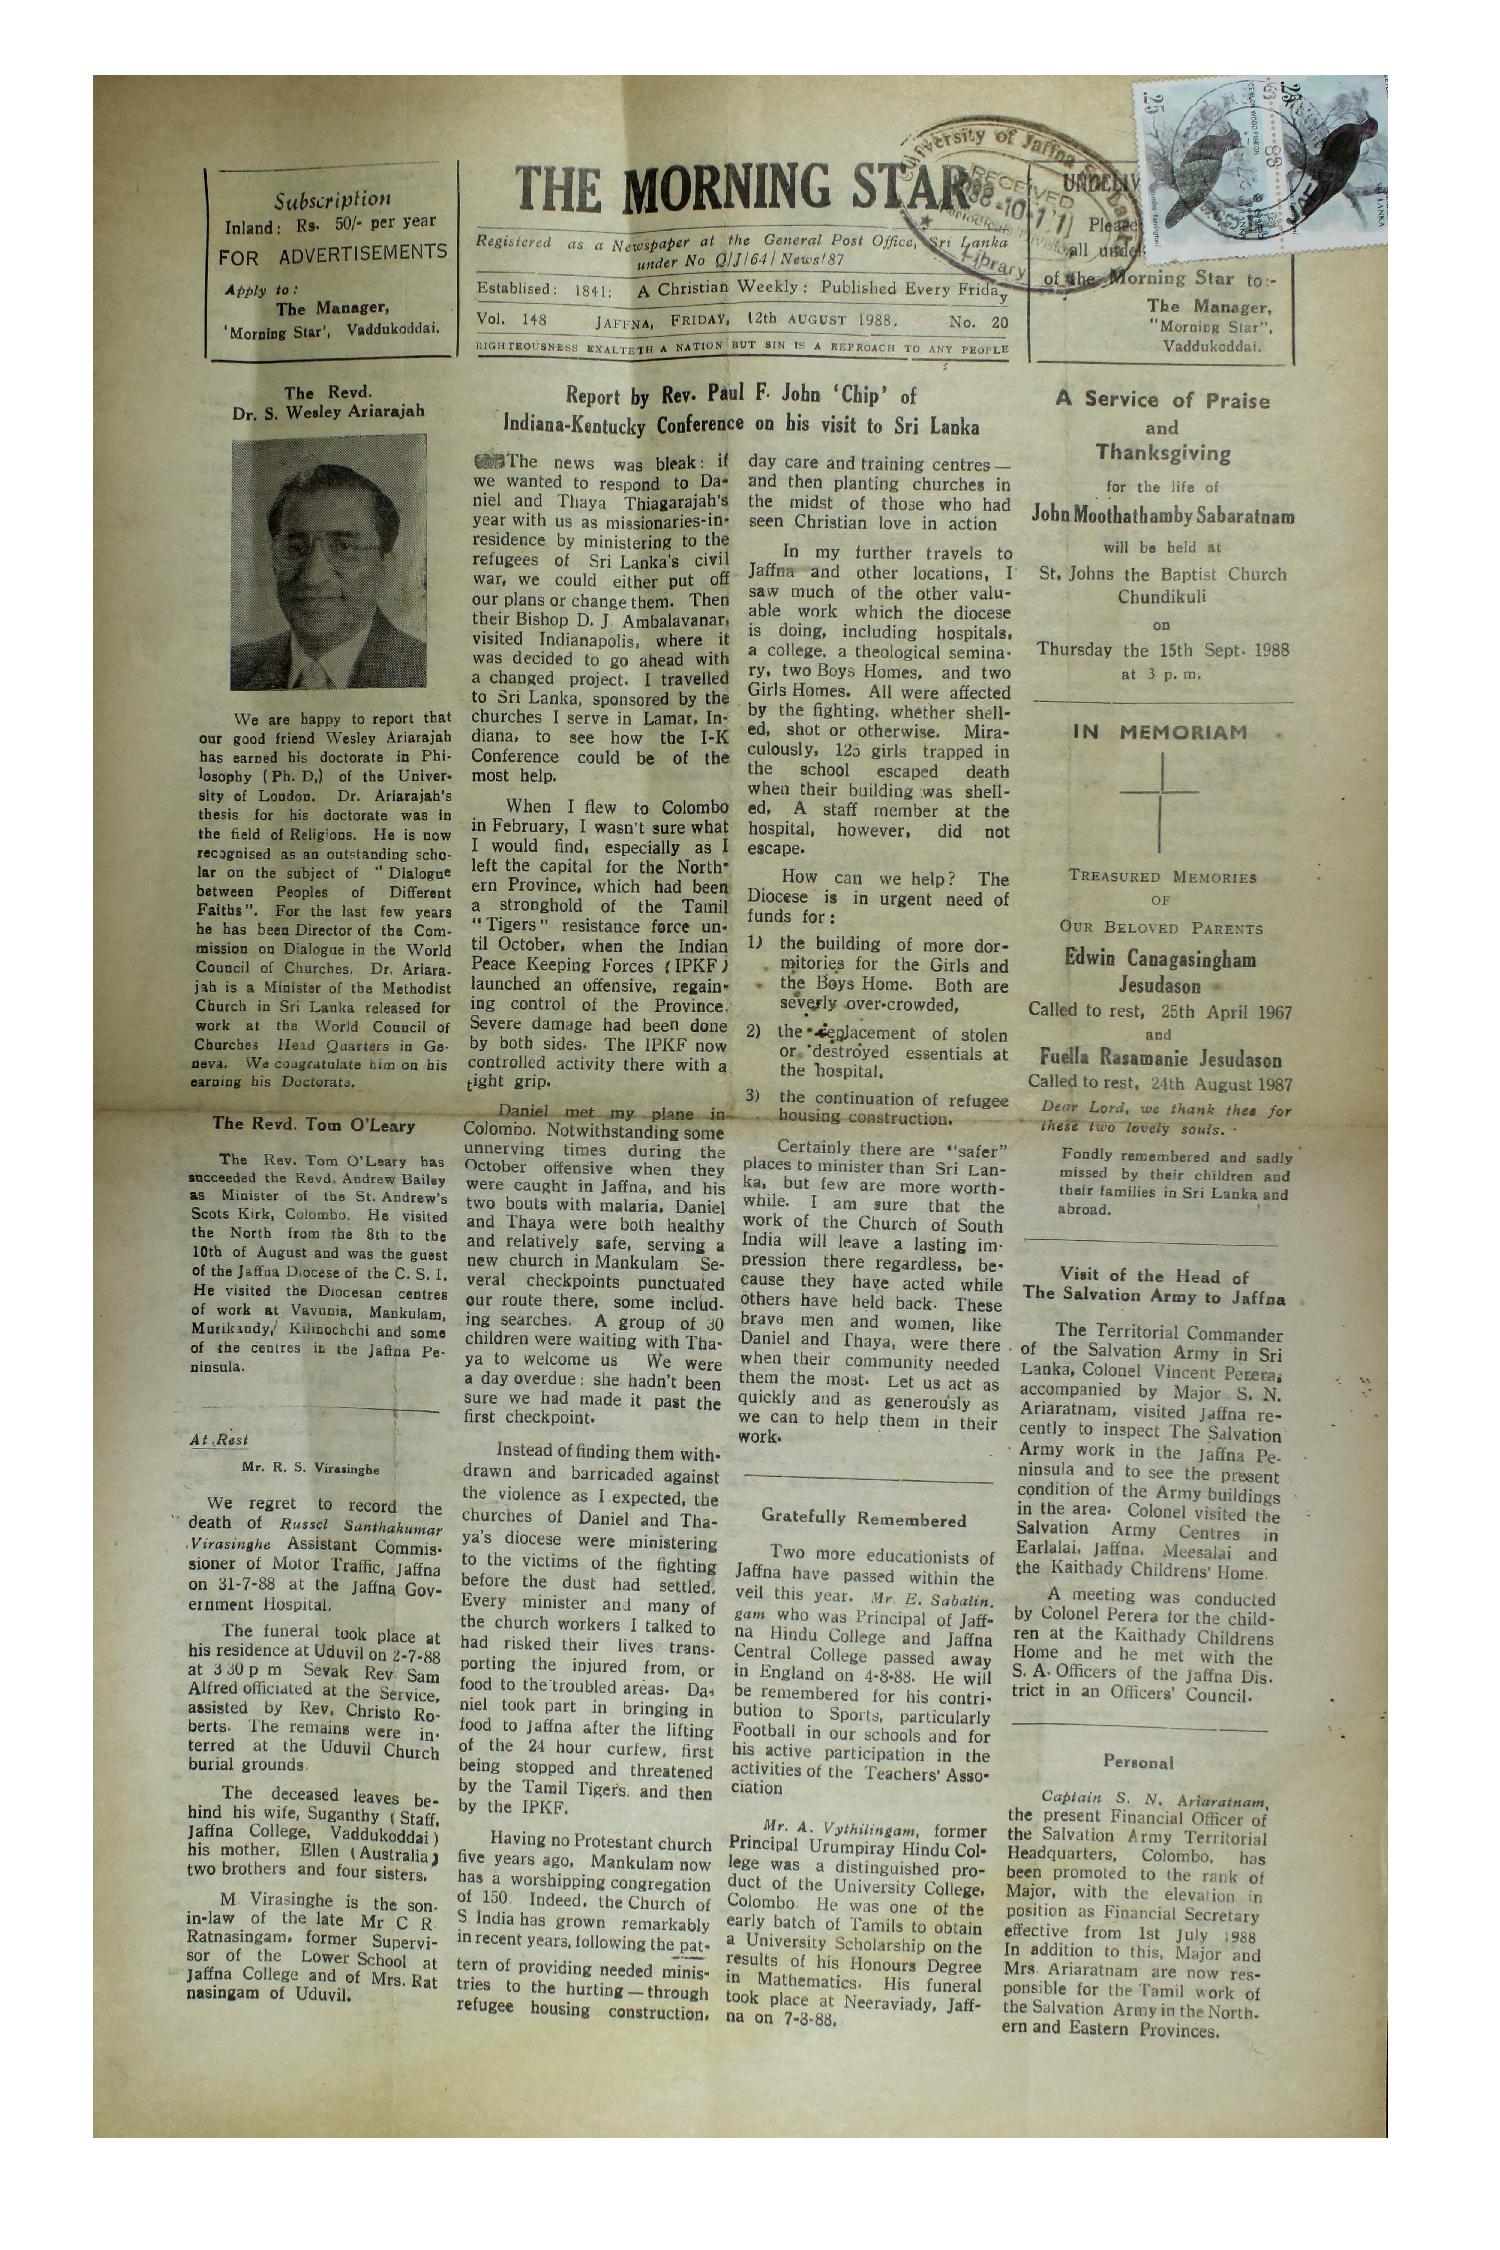 Subscription
Inland: Rs. 50/- per year
FOR ADVERTISEMENTS
Apply to:
The Manager,
'Morning Star', Vaddukoddai.
THE MORNING STAR
Registered as a Newspaper at the General Post Office, Sri Lanka
under No Q/J/64/News/87
Establised: 1841: A Christian Weekly: Published Every Friday
Vol. 148 JAFFNA, FRIDAY, 12th AUGUST 1988. No. 20
RIGHTEOUSNESS EXALTETH A NATION BUT SIN IS A REPROACH TO ANY PEOPLE
University of Jaffna
RECEIVED
Library
of the Morning Star to:-
The Manager,
"Morning Star",
Vaddukoddai.
The Revd.
Dr. S. Wesley Ariarajah
We are happy to report that
our good friend Wesley Ariarajah
has earned his doctorate in Phi-
losophy (Ph. D.) of the Univer-
sity of London. Dr. Ariarajah's
thesis for his doctorate was in
the field of Religions. He is now
recognised as an outstanding scho-
lar on the subject of "Dialogue
between Peoples of Different
Faiths". For the last few years
he has been Director of the Com-
mission on Dialogue in the World
Council of Churches. Dr. Ariara-
jah is a Minister of the Methodist
Church in Sri Lanka released for
work at the World Council of
Churches Head Quarters in Ge-
neva. We congratulate him on his
earning his Doctorate.
The Revd. Tom O'Leary
The Rev. Tom O'Leary has
succeeded the Revd. Andrew Bailey
as Minister of the St. Andrew's
Scots Kirk, Colombo. He visited
the North from the 8th to the
10th of August and was the guest
of the Jaffna Diocese of the C. S. I.
He visited the Diocesan centres
of work at Vavunia, Mankulam,
Murikandy, Kilinochchi and some
of the centres in the Jaffna Pe-
ninsula.
At Rest
Mr. R. S. Virasinghe
We regret to record the
death of Russel Santhakumar
Virasinghe Assistant Commis-
sioner of Motor Traffic, Jaffna
on 31-7-88 at the Jaffna Gov-
ernment Hospital.
The funeral took place at
his residence at Uduvil on 2-7-88
at 3 30 p m Sevak Rev Sam
Alfred officiated at the Service,
assisted by Rev. Christo Ro-
berts. The remains were in-
terred at the Uduvil Church
burial grounds.
The deceased leaves be-
hind his wife, Suganthy (Staff,
Jaffna College, Vaddukoddai)
his mother, Ellen (Australia)
two brothers and four sisters.
M Virasinghe is the son-
in-law of the late Mr C R
Ratnasingam, former Supervi-
sor of the Lower School at
Jaffna College and of Mrs. Rat
nasingam of Uduvil.
Report by Rev. Paul F. John 'Chip' of
Indiana-Kentucky Conference on his visit to Sri Lanka
The news was bleak: if
we wanted to respond to Da-
niel and Thaya Thiagarajah's
year with us as missionaries-in-
residence by ministering to the
refugees of Sri Lanka's civil
war, we could either put off
our plans or change them. Then
their Bishop D. J Ambalavanar,
visited Indianapolis, where it
was decided to go ahead with
a changed project. I travelled
to Sri Lanka, sponsored by the
churches I serve in Lamar, In-
diana, to see how the I-K
Conference could be of the
most help.
When I flew to Colombo
in February, I wasn't sure what
I would find, especially as I
left the capital for the North-
ern Province, which had been
a stronghold of the Tamil
"Tigers" resistance force un-
til October, when the Indian
Peace Keeping Forces (IPKF)
launched an offensive, regain-
ing control of the Province.
Severe damage had been done
by both sides. The IPKF now
controlled activity there with a
tight grip.
Daniel met my plane in
Colombo. Notwithstanding some
unnerving times during the
October offensive when they
were caught in Jaffna, and his
two bouts with malaria, Daniel
and Thaya were both healthy
and relatively safe, serving a
new church in Mankulam Se-
veral checkpoints punctuated
our route there, some includ-
ing searches. A group of 30
children were waiting with Tha-
ya to welcome us We were
a day overdue: she hadn't been
sure we had made it past the
first checkpoint.
Instead of finding them with-
drawn and barricaded against
the violence as I expected, the
churches of Daniel and Tha-
ya's diocese were ministering
to the victims of the fighting
before the dust had settled.
Every minister and many of
the church workers I talked to
had risked their lives trans-
porting the injured from, or
food to the troubled areas. Da-
niel took part in bringing in
food to Jaffna after the lifting
of the 24 hour curfew, first
being stopped and threatened
by the Tamil Tigers. and then
by the IPKF.
Having no Protestant church
five years ago, Mankulam now
has a worshipping congregation
of 150. Indeed, the Church of
S India has grown remarkably
in recent years, following the pat-
tern of providing needed minis-
tries to the hurting—through
refugee housing construction,
day care and training centres—
and then planting churches in
the midst of those who had
seen Christian love in action
In my further travels to
Jaffna and other locations, I
saw much of the other valu-
able work which the diocese
is doing, including hospitals,
a college, a theological semina-
ry, two Boys Homes, and two
Girls Homes. All were affected
by the fighting, whether shell-
ed, shot or otherwise. Mira-
culously, 125 girls trapped in
the school escaped death
when their building was shell-
ed, A staff member at the
hospital, however, did not
escape.
How can we help? The
Diocese is in urgent need of
funds for:
1) the building of more dor-
mitories for the Girls and
the Boys Home. Both are
severly over-crowded,
2) the replacement of stolen
or destroyed essentials at
the hospital,
3) the continuation of refugee
housing construction.
Certainly there are "safer"
places to minister than Sri Lan-
ka, but few are more worth-
while. I am sure that the
work of the Church of South
India will leave a lasting im-
pression there regardless, be-
cause they have acted while
others have held back. These
brave men and women, like
Daniel and Thaya, were there
when their community needed
them the most. Let us act as
quickly and as generously as
we can to help them in their
work.
Gratefully Remembered
Two more educationists of
Jaffna have passed within the
veil this year. Mr. E. Sabalin.
gam who was Principal of Jaff-
na Hindu College and Jaffna
Central College passed away
in England on 4-8-88. He will
be remembered for his contri-
bution to Sports, particularly
Football in our schools and for
his active participation in the
activities of the Teachers' Asso-
ciation
Mr. A. Vythilingam, former
Principal Urumpiray Hindu Col-
lege was a distinguished pro-
duct of the University College,
Colombo. He was one of the
early batch of Tamils to obtain
a University Scholarship on the
results of his Honours Degree
in Mathematics. His funeral
took place at Neeraviady, Jaff-
na on 7-8-88.
A Service of Praise
and
Thanksgiving
for the life of
John Moothathamby Sabaratnam
will be held at
St. Johns the Baptist Church
Chundikuli
on
Thursday the 15th Sept. 1988
at 3 p. m.
IN MEMORIAM
TREASURED MEMORIES
OF
OUR BELOVED PARENTS
Edwin Canagasingham
Jesudason
Called to rest, 25th April 1967
and
Fuella Rasamanie Jesudason
Called to rest, 24th August 1987
Dear Lord, we thank thee for
these two lovely souls.
Fondly remembered and sadly
missed by their children and
their families in Sri Lanka and
abroad.
Visit of the Head of
The Salvation Army to Jaffna
The Territorial Commander
of the Salvation Army in Sri
Lanka, Colonel Vincent Perera,
accompanied by Major S. N.
Ariaratnam, visited Jaffna re-
cently to inspect The Salvation
Army work in the Jaffna Pe-
ninsula and to see the present
condition of the Army buildings
in the area. Colonel visited the
Salvation Army Centres in
Earlalai, Jaffna, Meesalai and
the Kaithady Childrens' Home.
A meeting was conducted
by Colonel Perera for the child-
ren at the Kaithady Childrens
Home and he met with the
S. A. Officers of the Jaffna Dis.
trict in an Officers' Council.
Personal
Captain S. N. Ariaratnam,
the present Financial Officer of
the Salvation Army Territorial
Headquarters, Colombo, has
been promoted to the rank of
Major, with the elevation in
position as Financial Secretary
effective from 1st July 1988
In addition to this, Major and
Mrs Ariaratnam are now res-
ponsible for the Tamil work of
the Salvation Army in the North-
ern and Eastern Provinces.